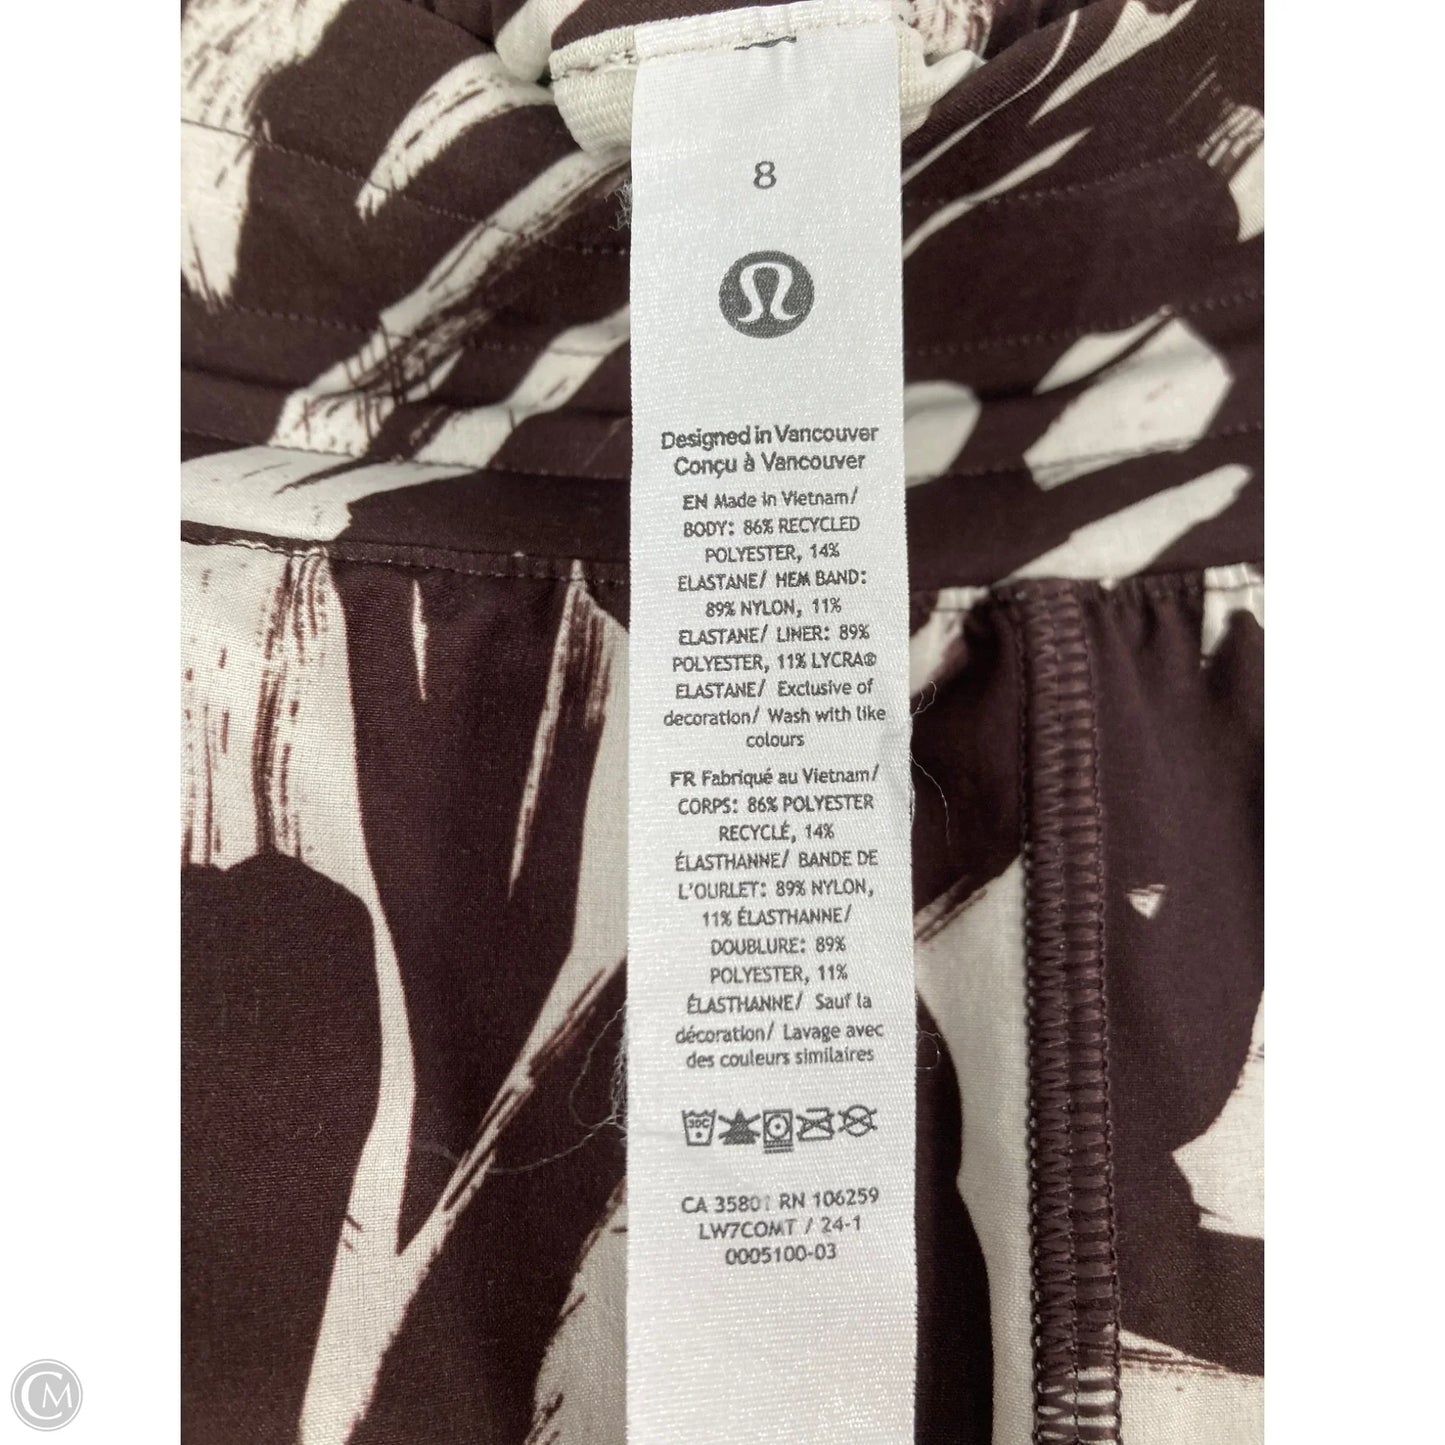 8
Designed in Vancouver
Conçu à Vancouver
EN Made in Vietnam/
BODY: 86% RECYCLED
POLYESTER, 14%
ELASTANE/ HEM BAND:
89% NYLON, 11%
ELASTANE/ LINER: 89%
POLYESTER, 11% LYCRA®
ELASTANE/ Exclusive of
decoration/ Wash with like
colours
FR Fabriqué au Vietnam/
CORPS: 86% POLYESTER
RECYCLÉ, 14%
ÉLASTHANNE/ BANDE DE
L'OURLET: 89% NYLON,
11% ÉLASTHANNE/
DOUBLURE: 89%
POLYESTER, 11%
ÉLASTHANNE/ Sauf la
décoration/ Lavage avec
des couleurs similaires
30C
CA 35801 RN 106259
LW7COMT / 24-1
0005100-03
CM